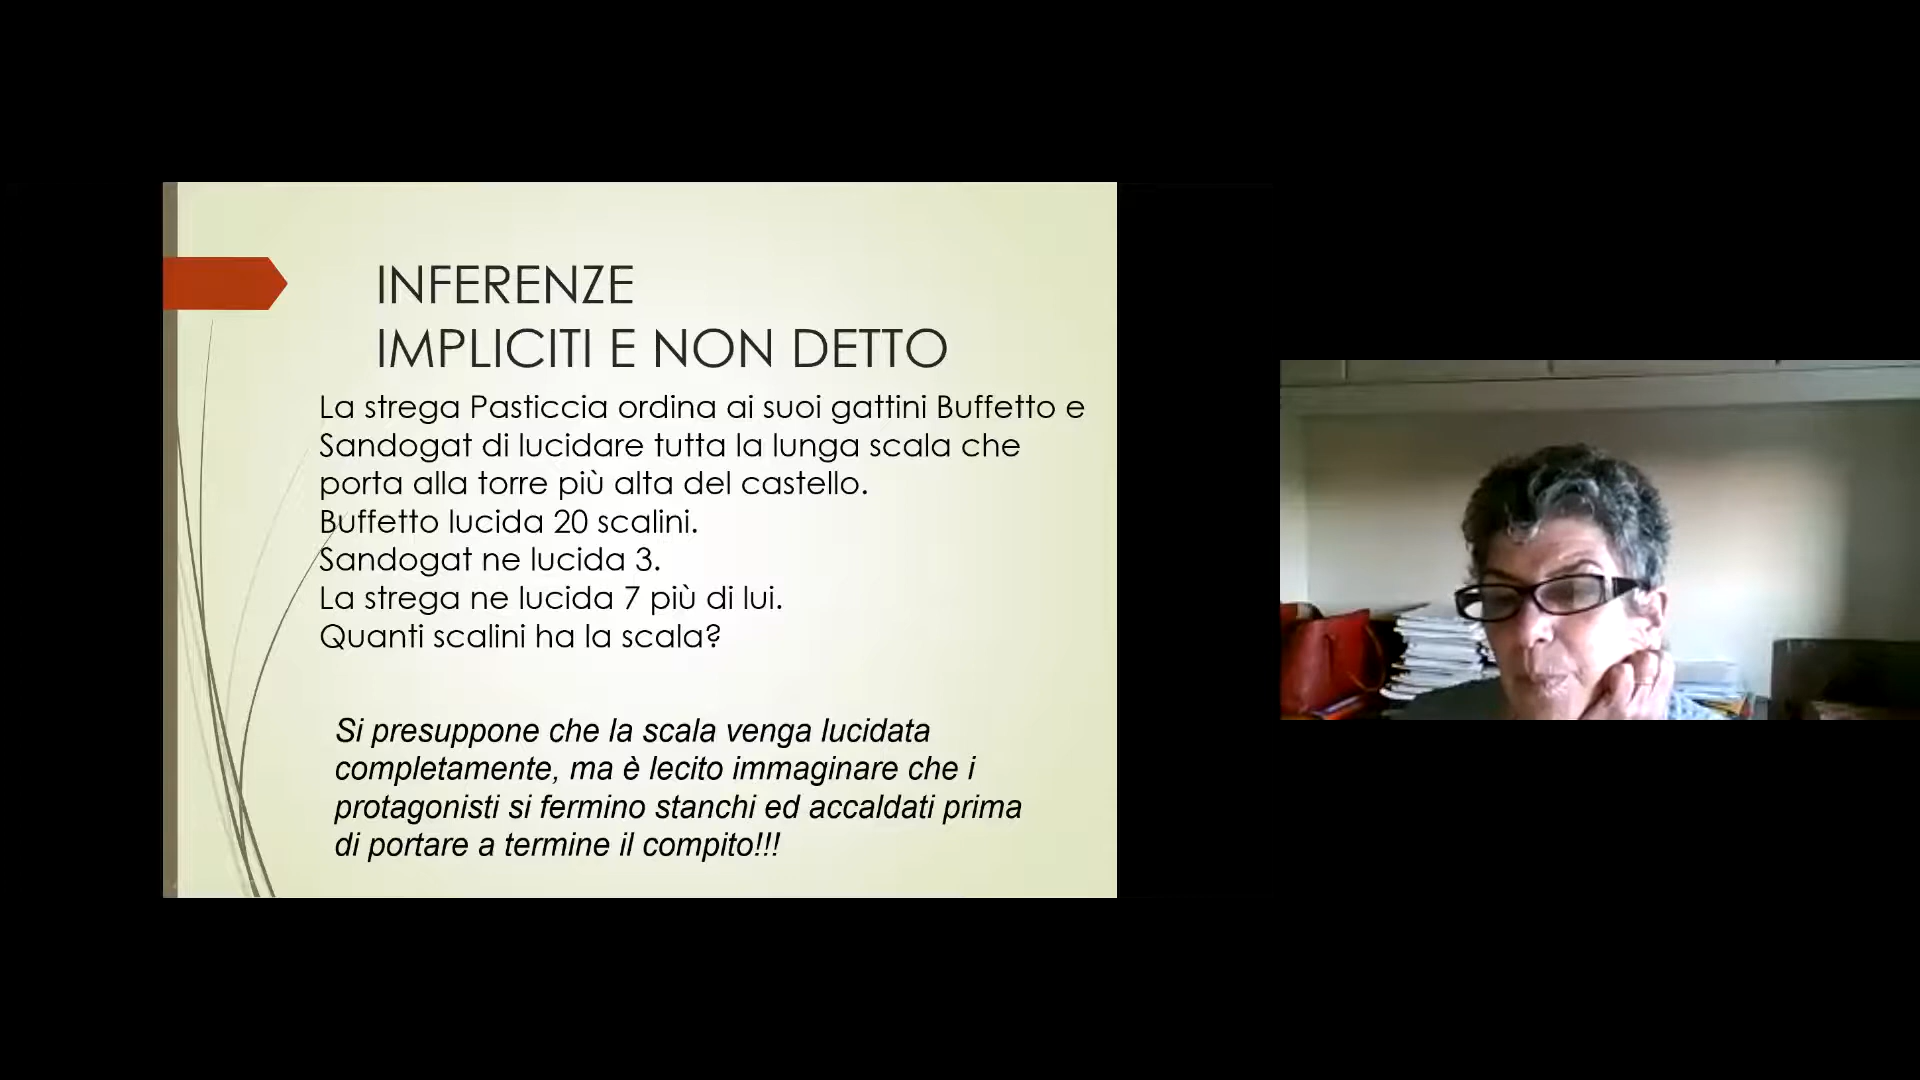 INFERENZE
IMPLICITI E NON DETTO
La strega Pasticcia ordina ai suoi gattini Buffetto e
Sandogat di lucidare tutta la lunga scala che
porta alla torre più alta del castello.
Buffetto lucida 20 scalini.
Sandogat ne lucida 3.
La strega ne lucida 7 più di lui.
Quanti scalini ha la scala?
Si presuppone che la scala venga lucidata
completamente, ma è lecito immaginare che i
protagonisti si fermino stanchi ed accaldati prima
di portare a termine il compito!!!